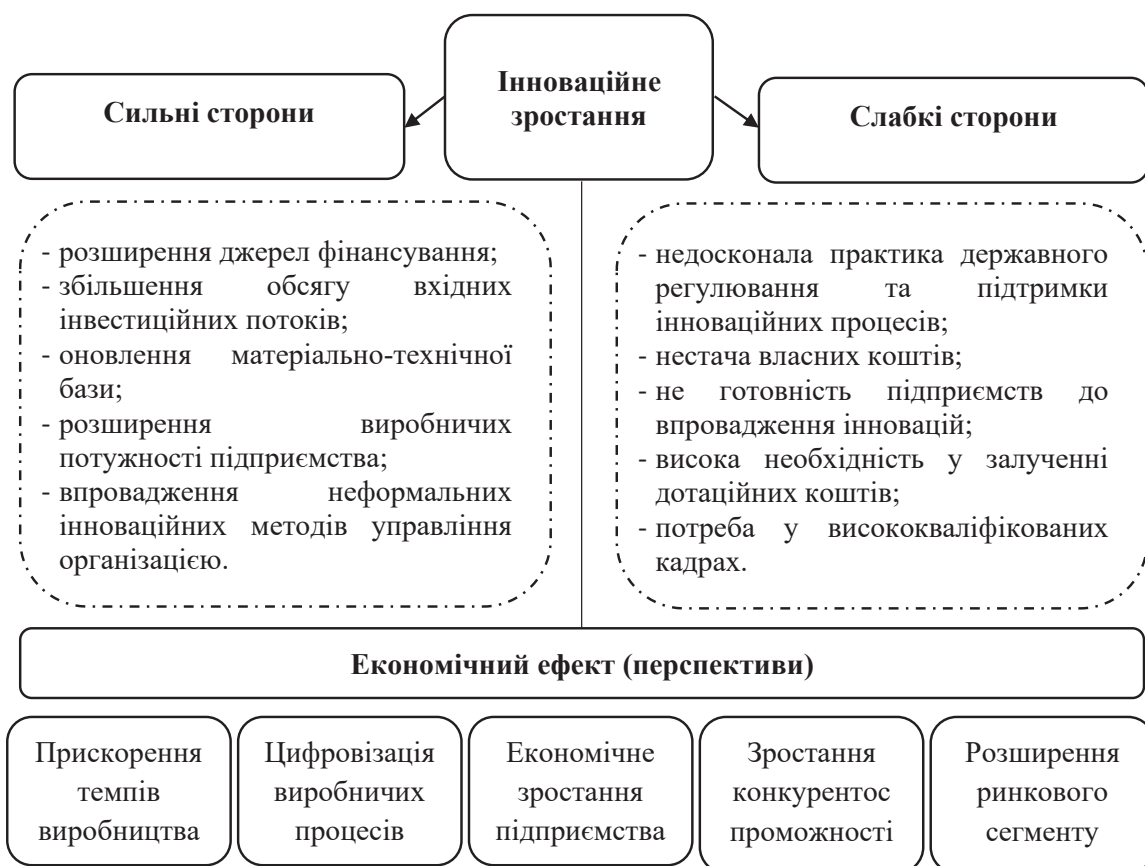 Інноваційне
зростання
Сильні сторони
Слабкі сторони
- розширення джерел фінансування;
- збільшення обсягу вхідних
інвестиційних потоків;
- оновлення матеріально-технічної
бази;
- розширення виробничих
потужності підприємства;
- впровадження неформальних
інноваційних методів управління
організацією.
- недосконала практика державного
регулювання та підтримки
інноваційних процесів;
- нестача власних коштів;
- не готовність підприємств до
впровадження інновацій;
- висока необхідність у залученні
дотаційних коштів;
- потреба у висококваліфікованих
кадрах.
Економічний ефект (перспективи)
Прискорення
темпів
виробництва
Цифровізація
виробничих
процесів
Економічне
зростання
підприємства
Зростання
конкурентос
проможності
Розширення
ринкового
сегменту